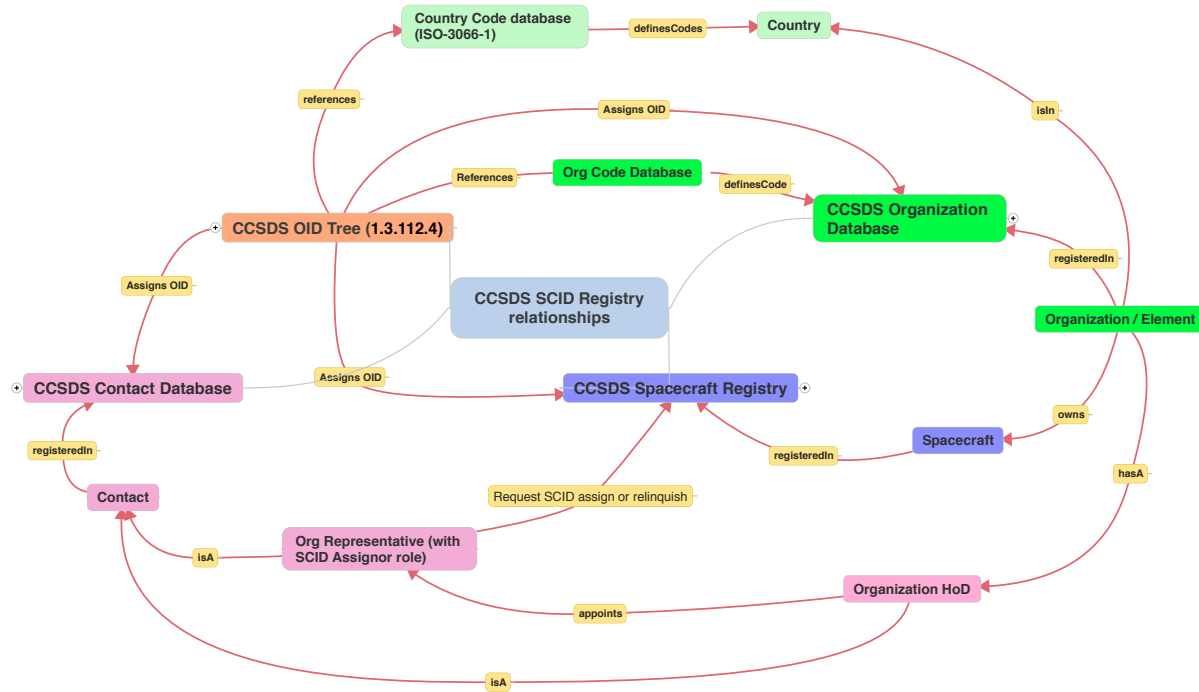 Country Code database
(ISO-3066-1)
definesCodes
Country
references
Assigns OID
isIn
References
Org Code Database
definesCode
CCSDS OID Tree (1.3.112.4)
CCSDS Organization
Database
registeredIn
Assigns OID
CCSDS SCID Registry
relationships
Organization / Element
CCSDS Contact Database
Assigns OID
CCSDS Spacecraft Registry
owns
registeredIn
registeredIn
Spacecraft
hasA
Contact
Request SCID assign or relinquish
Org Representative (with
SCID Assignor role)
isA
Organization HoD
appoints
isA